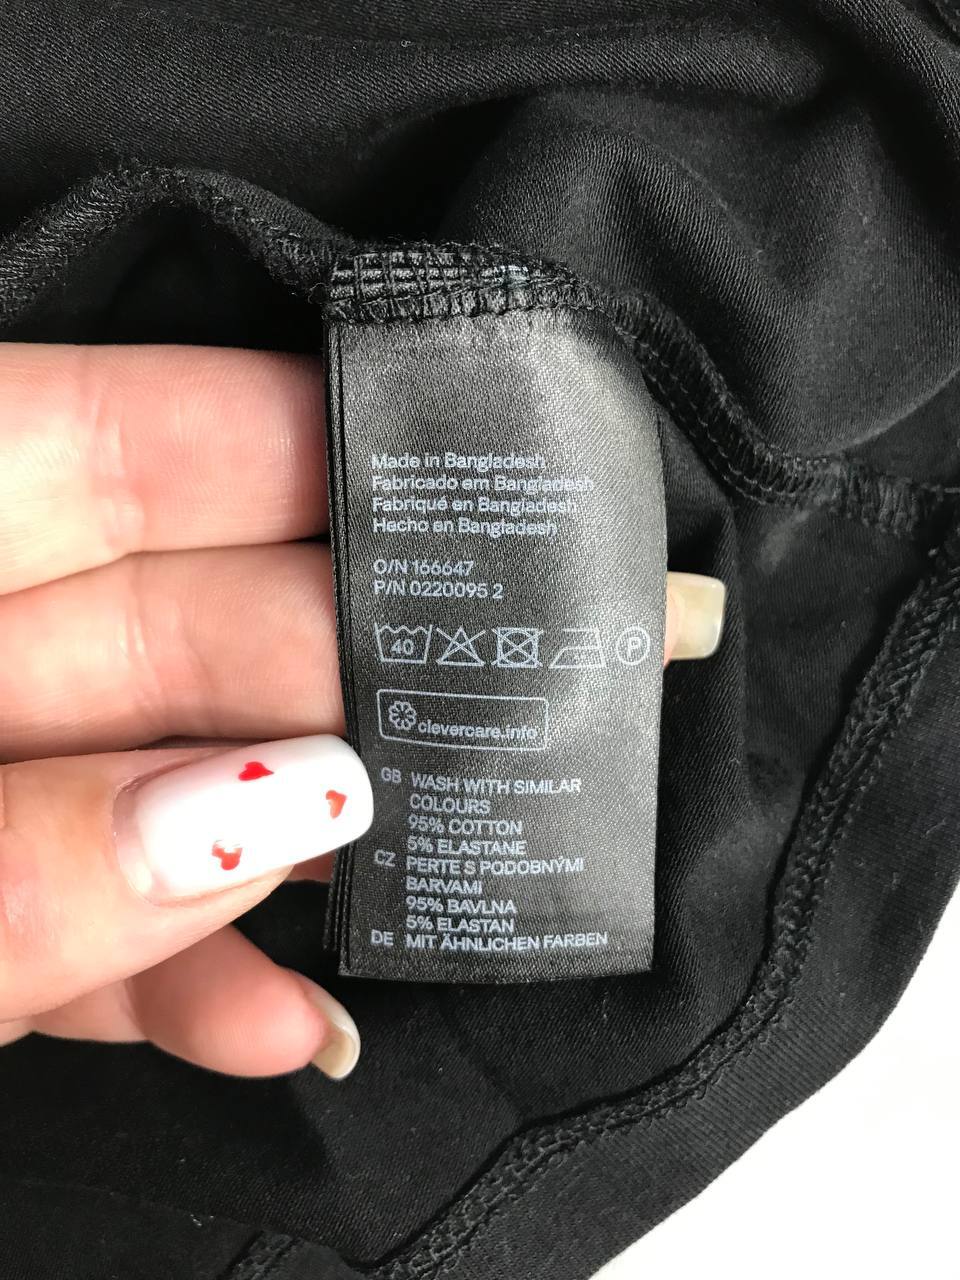 Made in Bangladesh
Fabricado em Bangladesh
Fabriqué en Bangladesh
Hecho en Bangladesh
O/N 166647
P/N 0220095 2
40 P
clevercare.info
GB WASH WITH SIMILAR
COLOURS
95% COTTON
5% ELASTANE
CZ PERTE S PODOBNÝMI
BARVAMI
95% BAVLNA
5% ELASTAN
DE MIT ÄHNLICHEN FARBEN